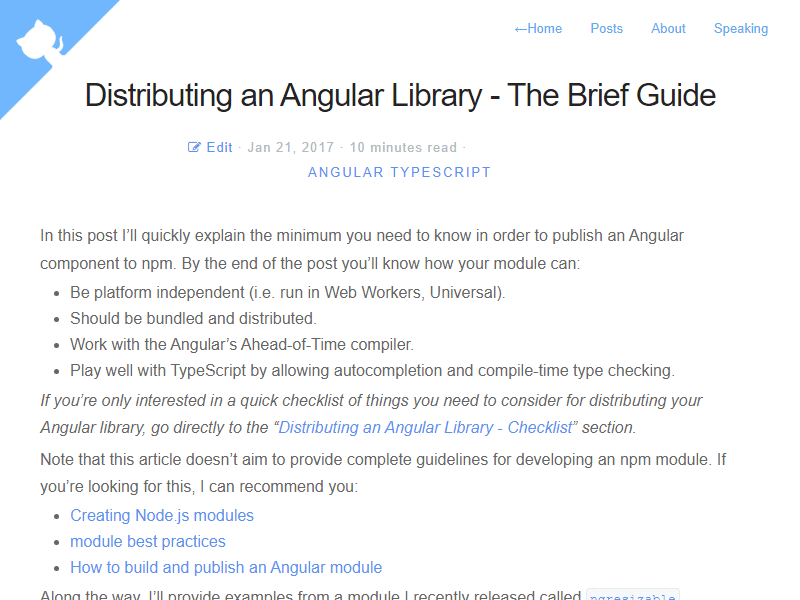 ←Home Posts About Speaking
Distributing an Angular Library - The Brief Guide
Edit · Jan 21, 2017 · 10 minutes read ·
ANGULAR TYPESCRIPT
In this post I’ll quickly explain the minimum you need to know in order to publish an Angular
component to npm. By the end of the post you’ll know how your module can:
• Be platform independent (i.e. run in Web Workers, Universal).
• Should be bundled and distributed.
• Work with the Angular’s Ahead-of-Time compiler.
• Play well with TypeScript by allowing autocompletion and compile-time type checking.
If you’re only interested in a quick checklist of things you need to consider for distributing your
Angular library, go directly to the “Distributing an Angular Library - Checklist” section.
Note that this article doesn’t aim to provide complete guidelines for developing an npm module. If
you’re looking for this, I can recommend you:
• Creating Node.js modules
• module best practices
• How to build and publish an Angular module
Along the way, I’ll provide examples from a module I recently released called ngresizable